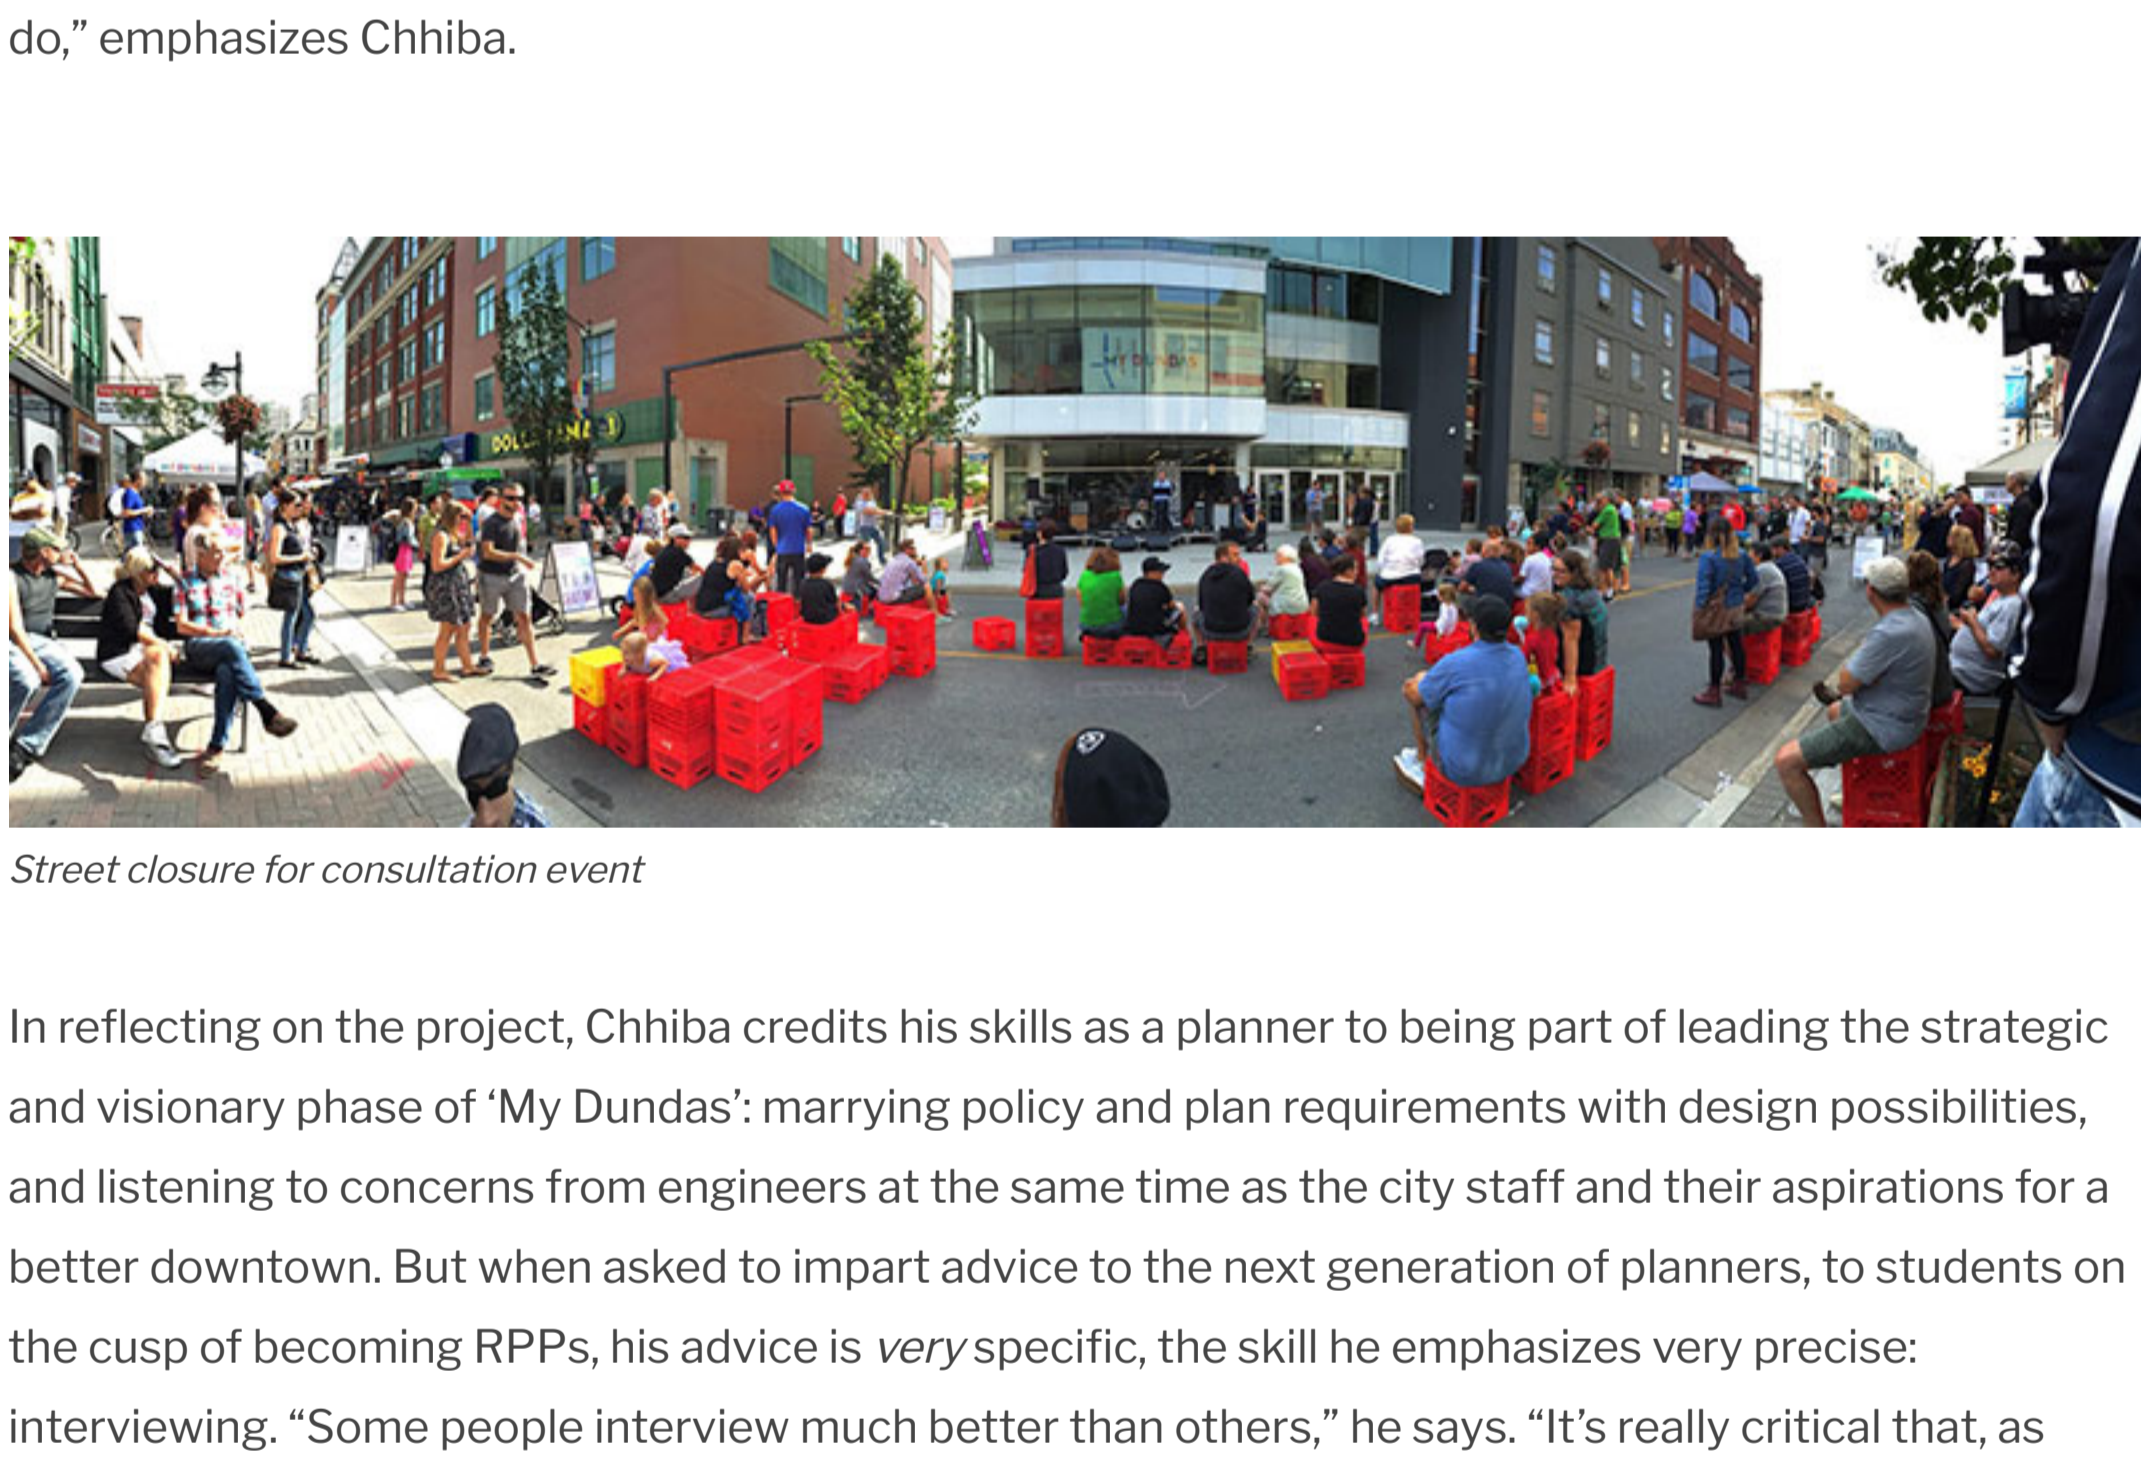 do,” emphasizes Chhiba.
MY DUNDAS
Street closure for consultation event
In reflecting on the project, Chhiba credits his skills as a planner to being part of leading the strategic
and visionary phase of ‘My Dundas’: marrying policy and plan requirements with design possibilities,
and listening to concerns from engineers at the same time as the city staff and their aspirations for a
better downtown. But when asked to impart advice to the next generation of planners, to students on
the cusp of becoming RPPs, his advice is very specific, the skill he emphasizes very precise:
interviewing. “Some people interview much better than others,” he says. “It’s really critical that, as